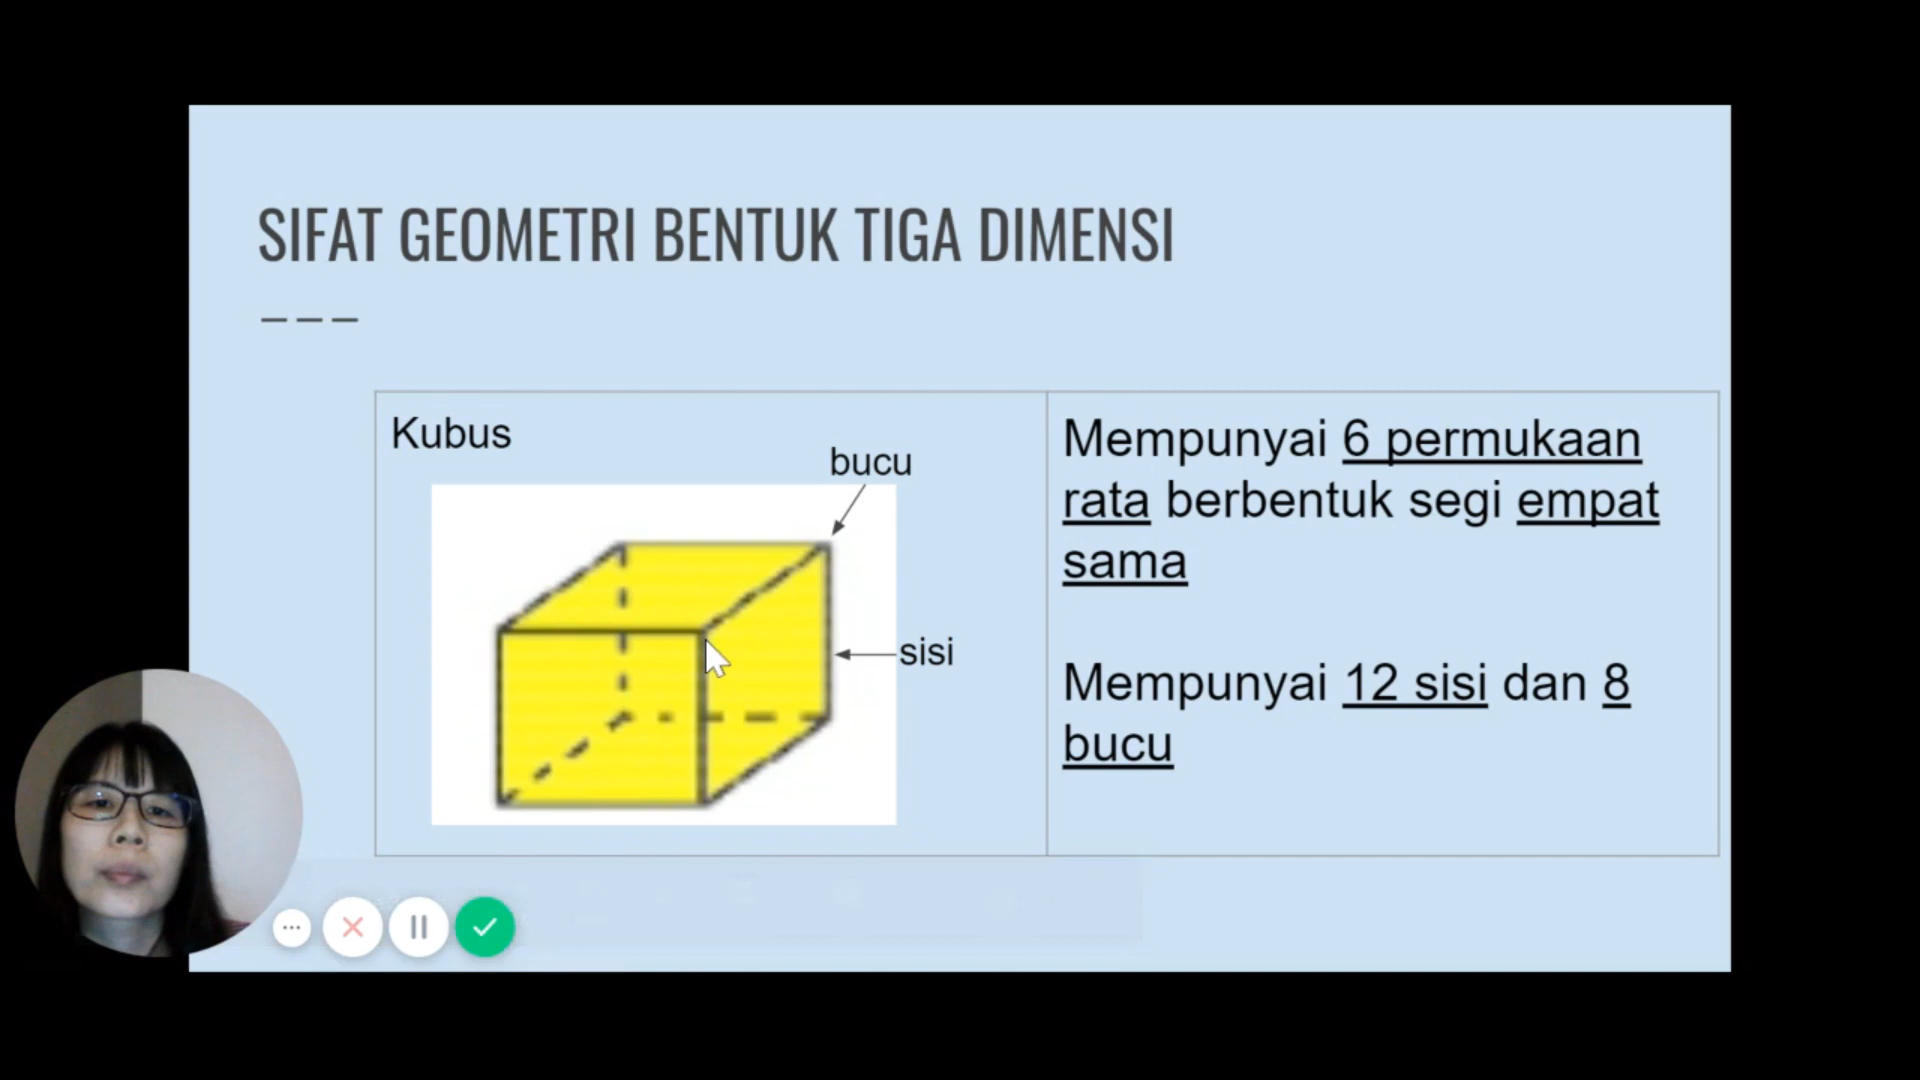 SIFAT GEOMETRI BENTUK TIGA DIMENSI
Kubus
bucu
sisi
Mempunyai 6 permukaan
rata berbentuk segi empat
sama
Mempunyai 12 sisi dan 8
bucu